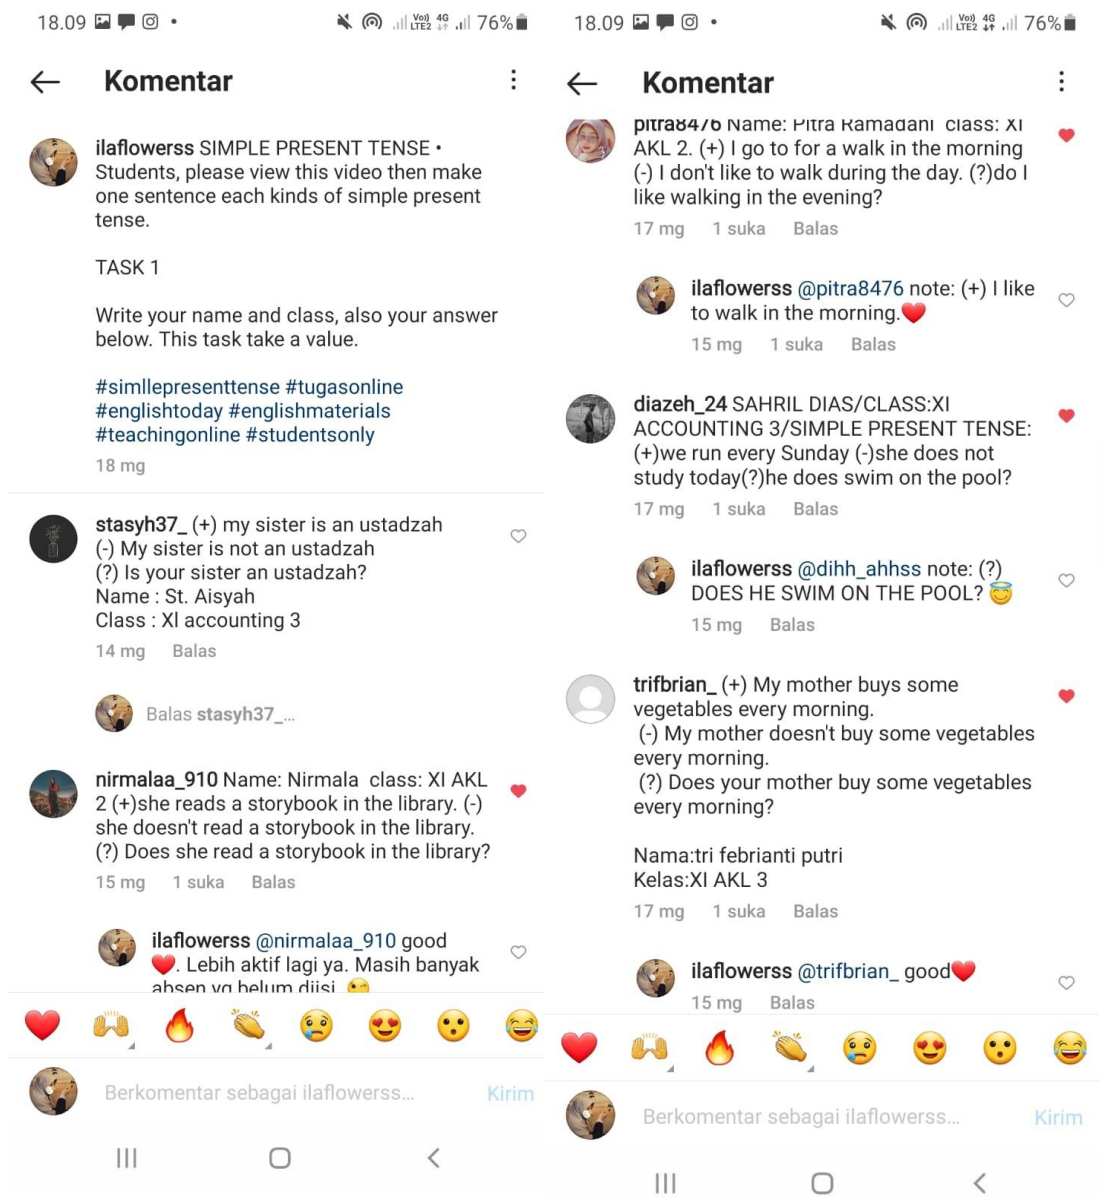 18.09
Voi) 4G
LTE2
76%
Komentar
ilaflowerss SIMPLE PRESENT TENSE •
Students, please view this video then make
one sentence each kinds of simple present
tense.
TASK 1
Write your name and class, also your answer
below. This task take a value.
#simllepresenttense #tugasonline
#englishtoday #englishmaterials
#teachingonline #studentsonly
18 mg
stasyh37_ (+) my sister is an ustadzah
(-) My sister is not an ustadzah
(?) Is your sister an ustadzah?
Name : St. Aisyah
Class : Xl accounting 3
14 mg Balas
Balas stasyh37_...
nirmalaa_910 Name: Nirmala class: XI AKL
2 (+)she reads a storybook in the library. (-)
she doesn't read a storybook in the library.
(?) Does she read a storybook in the library?
15 mg 1 suka Balas
ilaflowerss @nirmalaa_910 good
❤️. Lebih aktif lagi ya. Masih banyak
absen yg belum diisi. 😉
Berkomentar sebagai ilaflowerss... Kirim
18.09
Voi) 4G
LTE2
76%
Komentar
pitra8476 Name: Pitra Ramadani class: XI
AKL 2. (+) I go to for a walk in the morning
(-) I don't like to walk during the day. (?)do I
like walking in the evening?
17 mg 1 suka Balas
ilaflowerss @pitra8476 note: (+) I like
to walk in the morning.❤️
15 mg 1 suka Balas
diazeh_24 SAHRIL DIAS/CLASS:XI
ACCOUNTING 3/SIMPLE PRESENT TENSE:
(+)we run every Sunday (-)she does not
study today(?)he does swim on the pool?
17 mg 1 suka Balas
ilaflowerss @dihh_ahhss note: (?)
DOES HE SWIM ON THE POOL? 😇
15 mg Balas
trifbrian_ (+) My mother buys some
vegetables every morning.
(-) My mother doesn't buy some vegetables
every morning.
(?) Does your mother buy some vegetables
every morning?
Nama:tri febrianti putri
Kelas:XI AKL 3
17 mg 1 suka Balas
ilaflowerss @trifbrian_ good❤️
15 mg Balas
Berkomentar sebagai ilaflowerss... Kirim